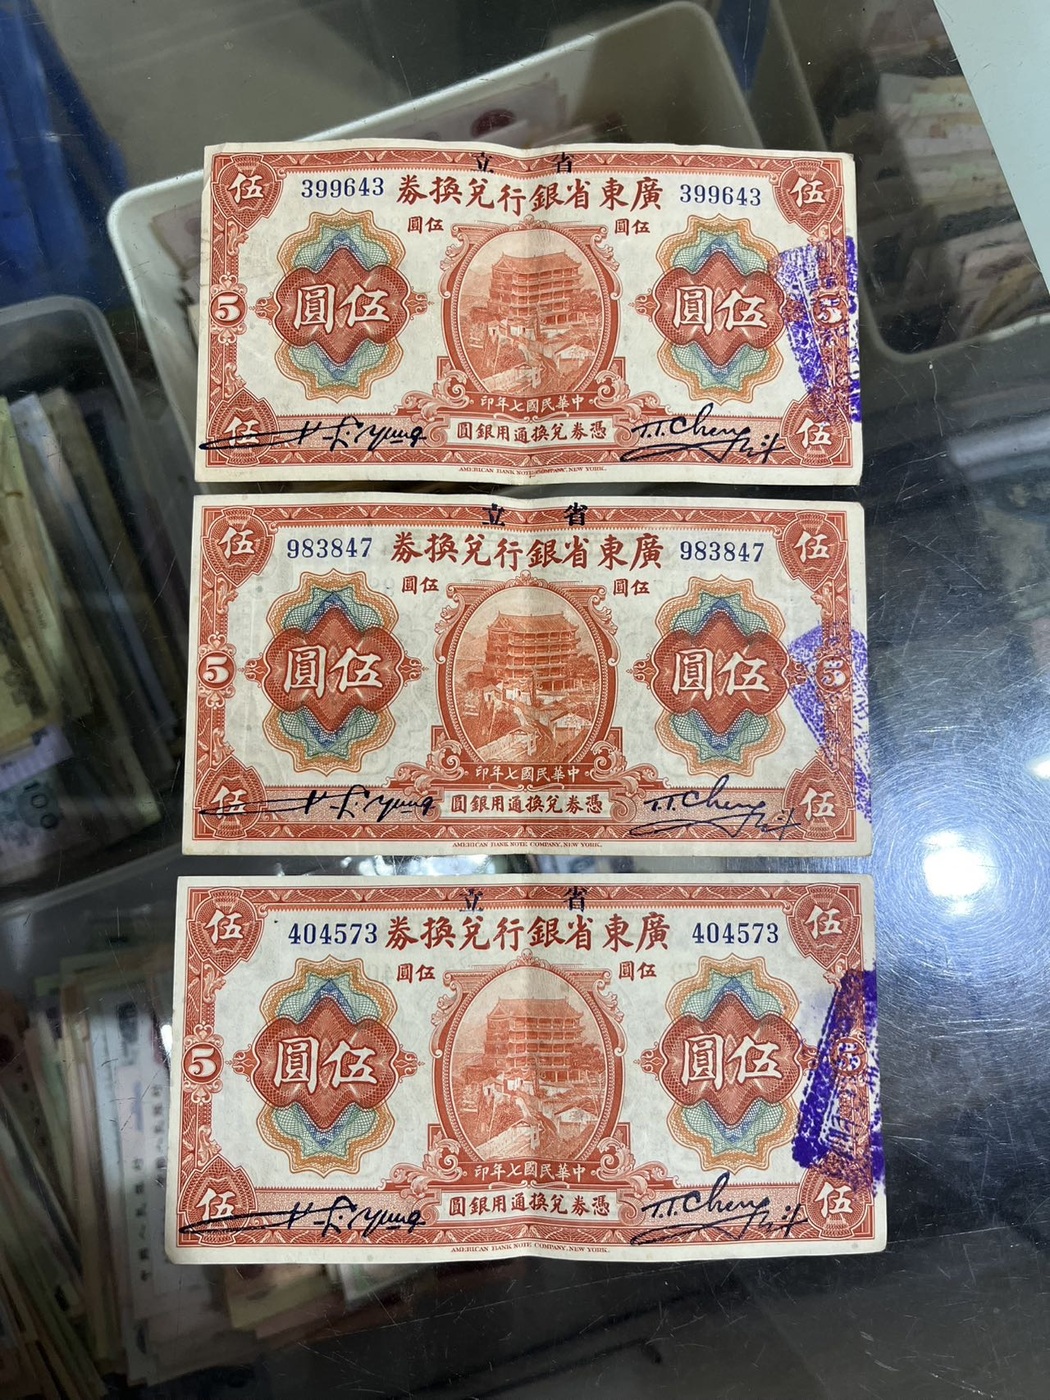 省立
399643 廣東省銀行兌換券 399643
伍 伍圓 伍圓 伍
5 伍圓 伍圓 5
中華民國七年印
伍 憑券兌換通用銀圓 伍
T.T. Cheng
AMERICAN BANK NOTE COMPANY, NEW YORK.
省立
983847 廣東省銀行兌換券 983847
伍 伍圓 伍圓 伍
5 伍圓 伍圓 5
中華民國七年印
伍 憑券兌換通用銀圓 伍
T.T. Cheng
AMERICAN BANK NOTE COMPANY, NEW YORK.
省立
404573 廣東省銀行兌換券 404573
伍 伍圓 伍圓 伍
5 伍圓 伍圓 5
中華民國七年印
伍 憑券兌換通用銀圓 伍
T.T. Cheng
AMERICAN BANK NOTE COMPANY, NEW YORK.
100